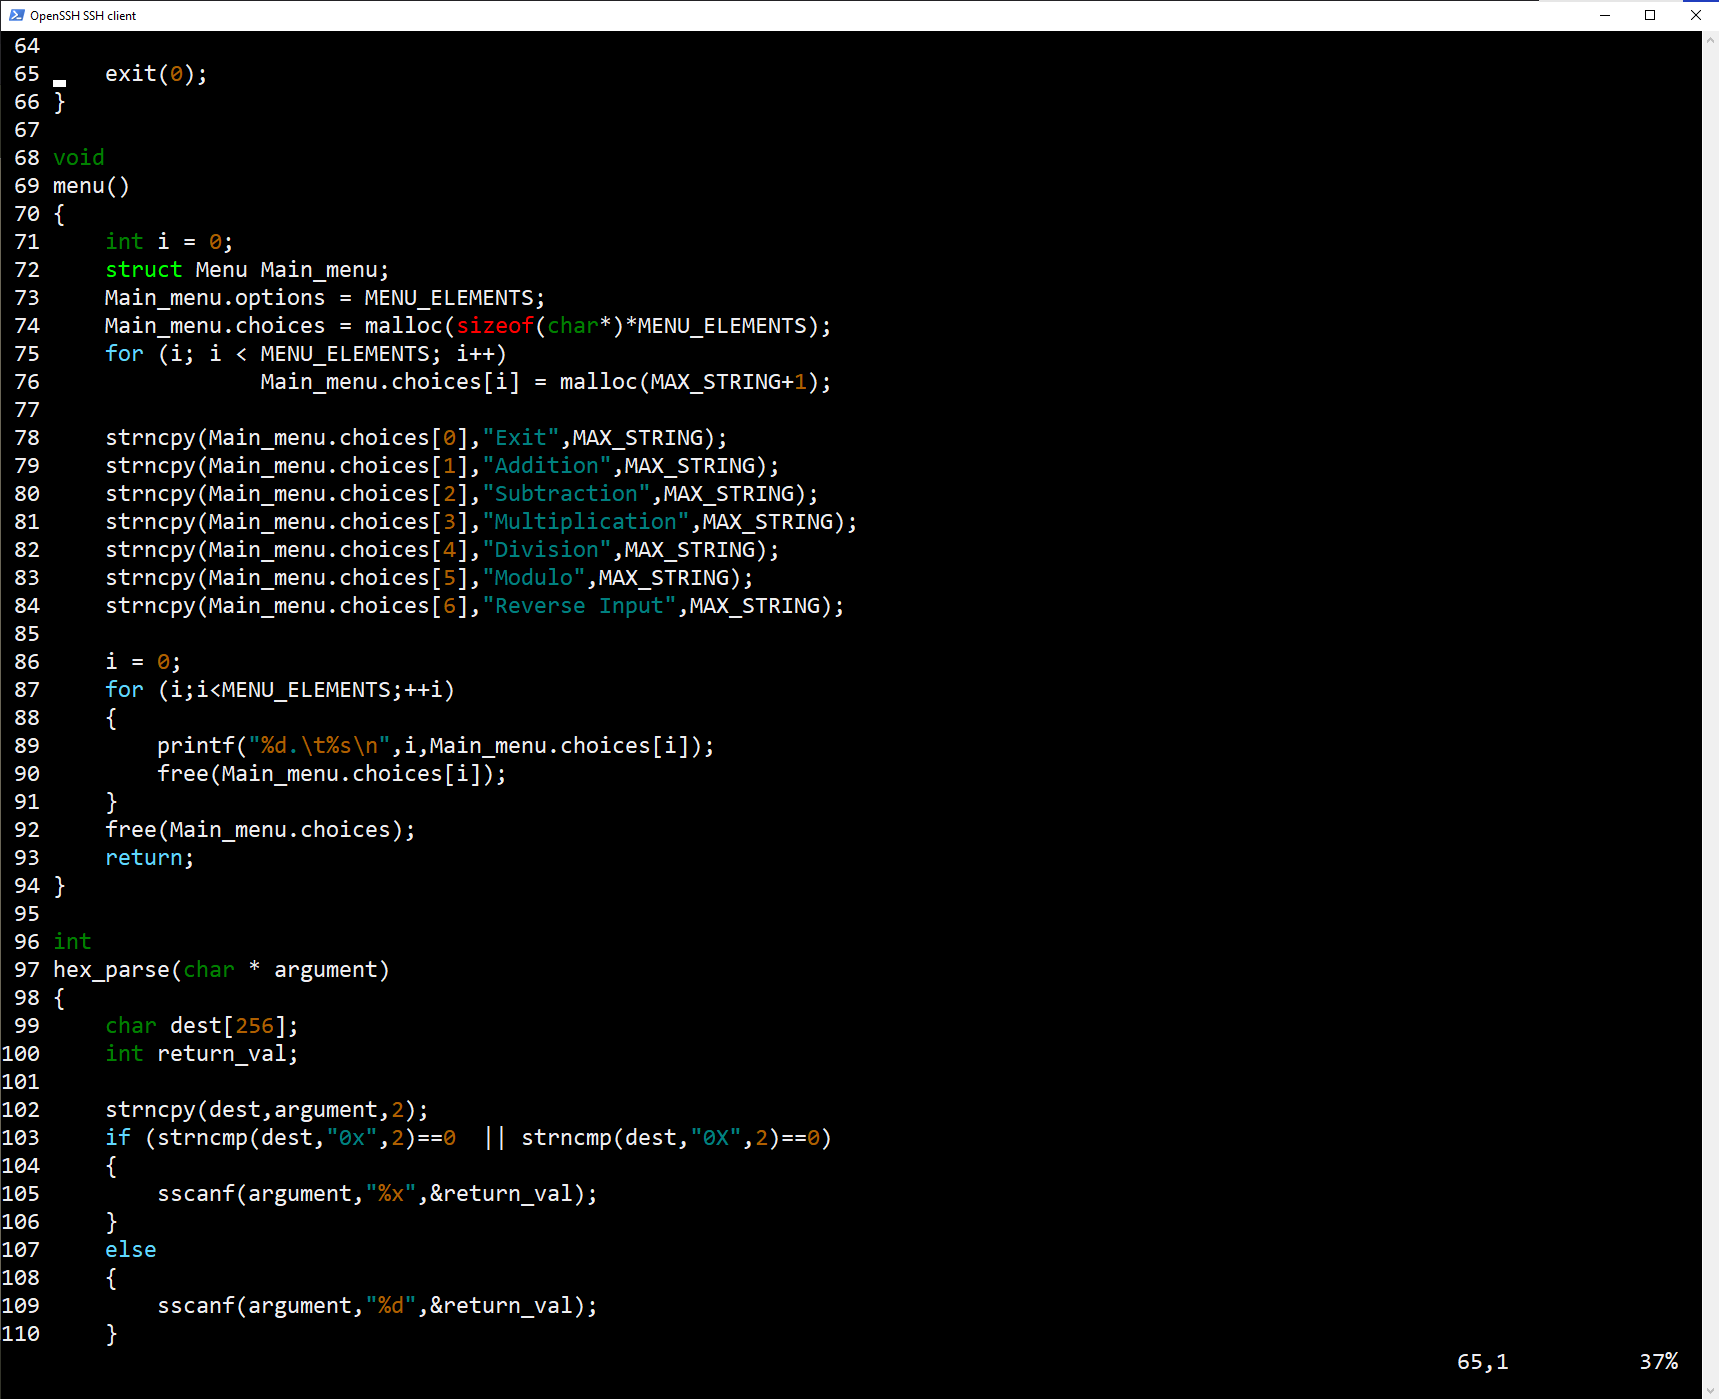 OpenSSH SSH client
64
65     exit(0);
66 }
67
68 void
69 menu()
70 {
71     int i = 0;
72     struct Menu Main_menu;
73     Main_menu.options = MENU_ELEMENTS;
74     Main_menu.choices = malloc(sizeof(char*)*MENU_ELEMENTS);
75     for (i; i < MENU_ELEMENTS; i++)
76                 Main_menu.choices[i] = malloc(MAX_STRING+1);
77
78     strncpy(Main_menu.choices[0],"Exit",MAX_STRING);
79     strncpy(Main_menu.choices[1],"Addition",MAX_STRING);
80     strncpy(Main_menu.choices[2],"Subtraction",MAX_STRING);
81     strncpy(Main_menu.choices[3],"Multiplication",MAX_STRING);
82     strncpy(Main_menu.choices[4],"Division",MAX_STRING);
83     strncpy(Main_menu.choices[5],"Modulo",MAX_STRING);
84     strncpy(Main_menu.choices[6],"Reverse Input",MAX_STRING);
85
86     i = 0;
87     for (i;i<MENU_ELEMENTS;++i)
88     {
89         printf("%d.\t%s\n",i,Main_menu.choices[i]);
90         free(Main_menu.choices[i]);
91     }
92     free(Main_menu.choices);
93     return;
94 }
95
96 int
97 hex_parse(char * argument)
98 {
99     char dest[256];
100     int return_val;
101
102     strncpy(dest,argument,2);
103     if (strncmp(dest,"0x",2)==0  || strncmp(dest,"0X",2)==0)
104     {
105         sscanf(argument,"%x",&return_val);
106     }
107     else
108     {
109         sscanf(argument,"%d",&return_val);
110     }
65,1          37%